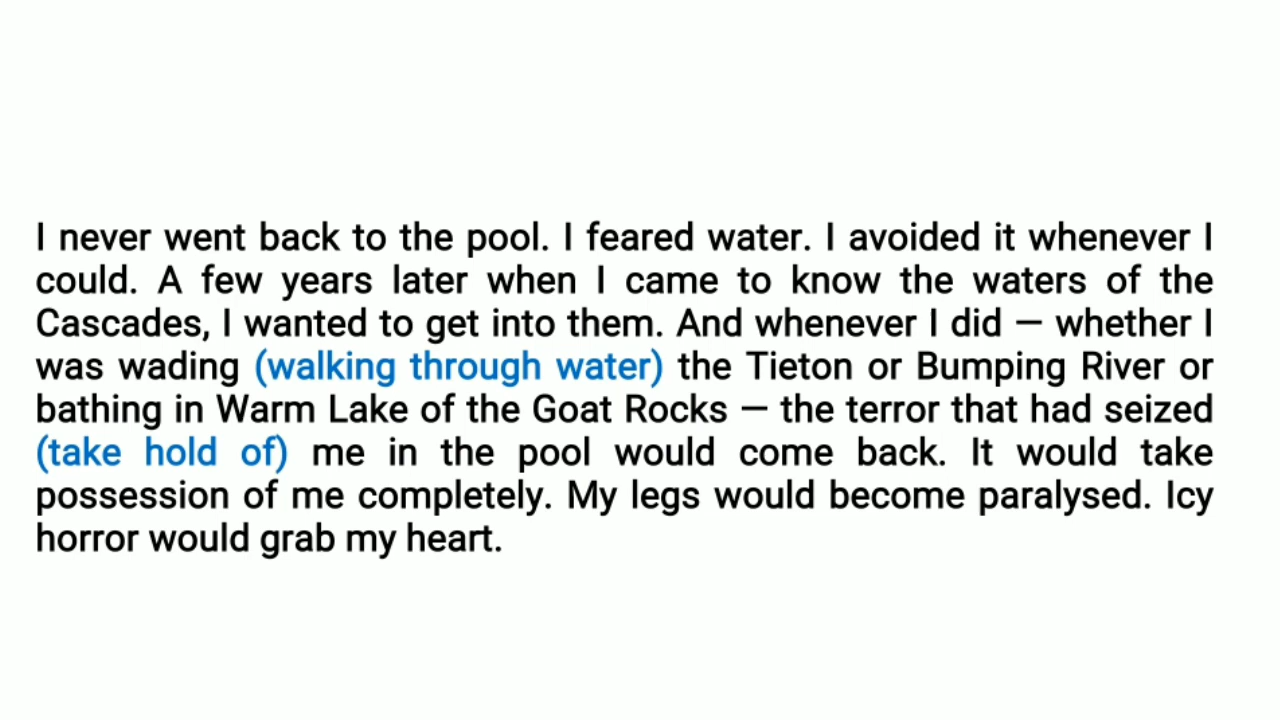 I never went back to the pool. I feared water. I avoided it whenever I
could. A few years later when I came to know the waters of the
Cascades, I wanted to get into them. And whenever I did — whether I
was wading (walking through water) the Tieton or Bumping River or
bathing in Warm Lake of the Goat Rocks — the terror that had seized
(take hold of) me in the pool would come back. It would take
possession of me completely. My legs would become paralysed. Icy
horror would grab my heart.